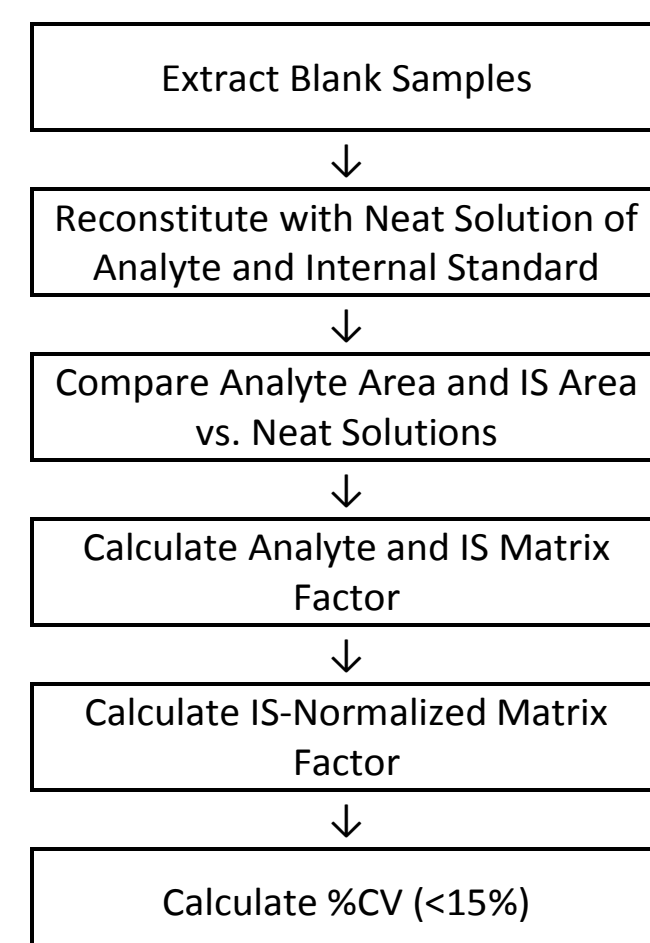 Extract Blank Samples
↓
Reconstitute with Neat Solution of
Analyte and Internal Standard
↓
Compare Analyte Area and IS Area
vs. Neat Solutions
↓
Calculate Analyte and IS Matrix
Factor
↓
Calculate IS-Normalized Matrix
Factor
↓
Calculate %CV (<15%)